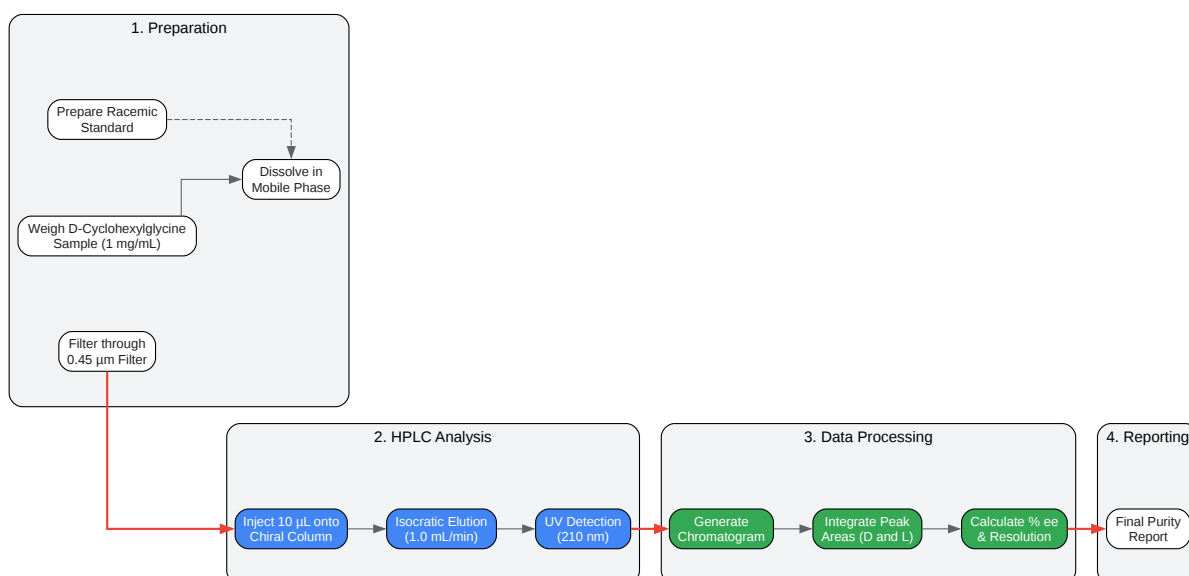 1. Preparation
Prepare Racemic
Standard
Dissolve in
Mobile Phase
Weigh D-Cyclohexylglycine
Sample (1 mg/mL)
Filter through
0.45 µm Filter
2. HPLC Analysis
Inject 10 µL onto
Chiral Column
Isocratic Elution
(1.0 mL/min)
UV Detection
(210 nm)
3. Data Processing
Generate
Chromatogram
Integrate Peak
Areas (D and L)
Calculate % ee
& Resolution
4. Reporting
Final Purity
Report